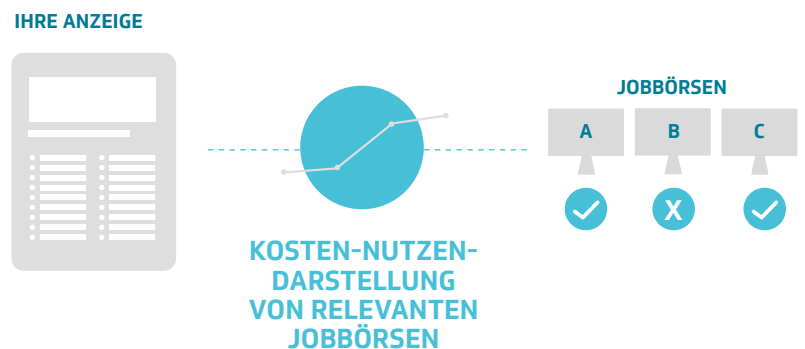 IHRE ANZEIGE
JOBBÖRSEN
A
B
C
X
KOSTEN-NUTZEN-
DARSTELLUNG
VON RELEVANTEN
JOBBÖRSEN